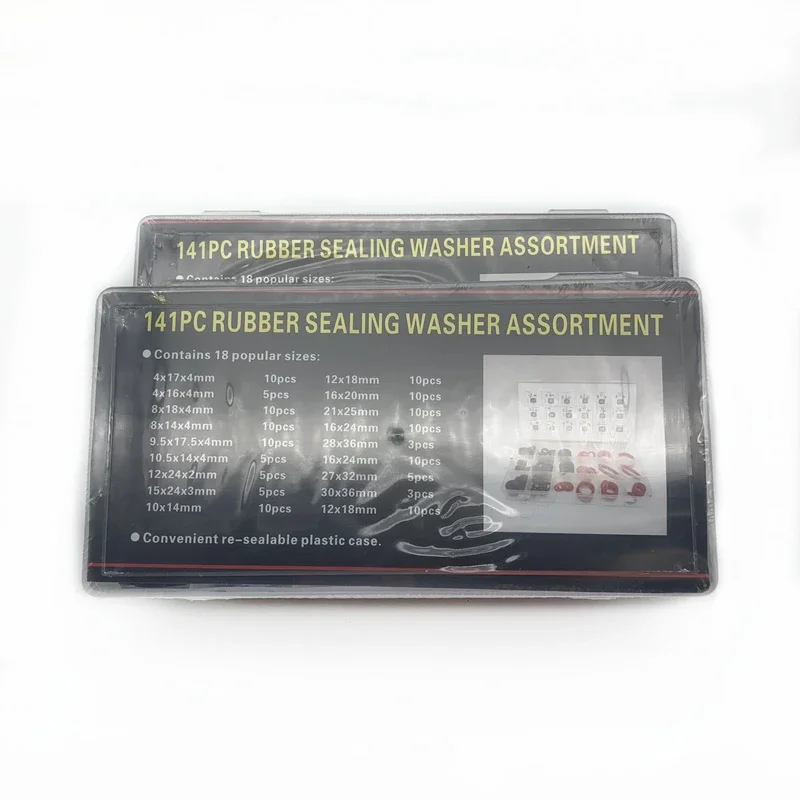 141PC RUBBER SEALING WASHER ASSORTMENT
Contains 18 popular sizes:
141PC RUBBER SEALING WASHER ASSORTMENT
● Contains 18 popular sizes:
4x17x4mm 10pcs 12x18mm 10pcs
4x16x4mm 5pcs 16x20mm 10pcs
8x18x4mm 10pcs 21x25mm 10pcs
8x14x4mm 10pcs 16x24mm 10pcs
9.5x17.5x4mm 10pcs 28x36mm 3pcs
10.5x14x4mm 5pcs 16x24mm 10pcs
12x24x2mm 5pcs 27x32mm 5pcs
15x24x3mm 5pcs 30x36mm 3pcs
10x14mm 10pcs 12x18mm 10pcs
● Convenient re-sealable plastic case.